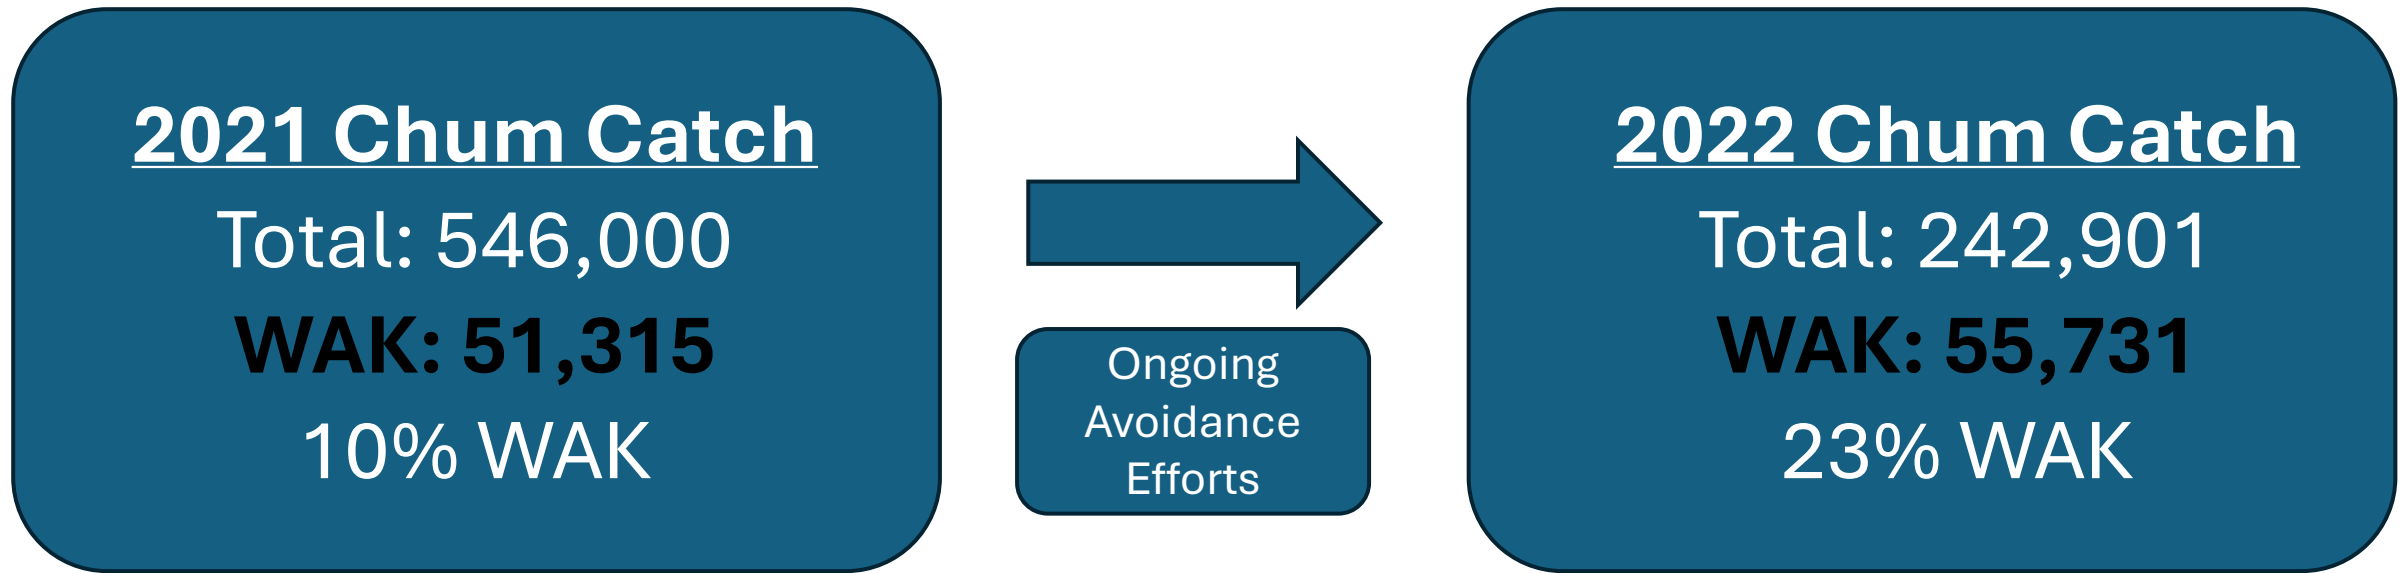 2021 Chum Catch
Total: 546,000
WAK: 51,315
10% WAK
Ongoing
Avoidance
Efforts
2022 Chum Catch
Total: 242,901
WAK: 55,731
23% WAK